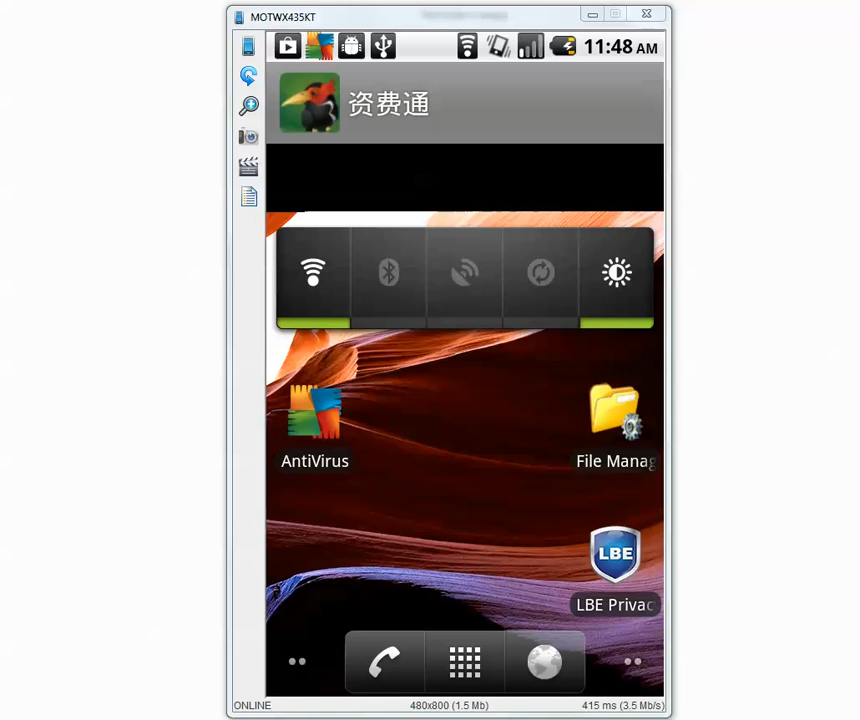 MOTWX435KT
11:48 AM
资费通
AntiVirus
File Manag
LBE
LBE Privac
ONLINE
480x800 (1.5 Mb)
415 ms (3.5 Mb/s)